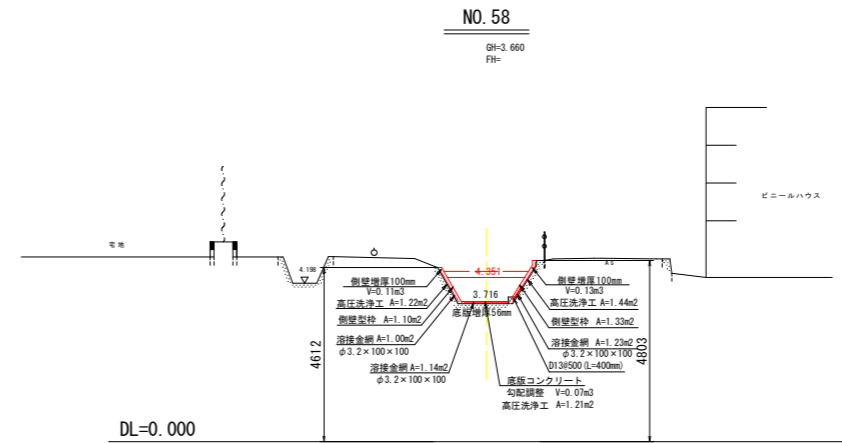 NO. 58
GH=3.660
FH=
ビニールハウス
宅地
4.198
4.351
AS
側壁増厚100mm
V=0.11m3
高圧洗浄工 A=1.22m2
側壁型枠 A=1.10m2
溶接金網 A=1.00m2
φ3.2×100×100
溶接金網 A=1.14m2
φ3.2×100×100
3.716
底版増厚56mm
側壁増厚100mm
V=0.13m3
高圧洗浄工 A=1.44m2
側壁型枠 A=1.33m2
溶接金網 A=1.23m2
φ3.2×100×100
D13@500(L=400mm)
底版コンクリート
勾配調整 V=0.07m3
高圧洗浄工 A=1.21m2
4612
4803
DL=0.000